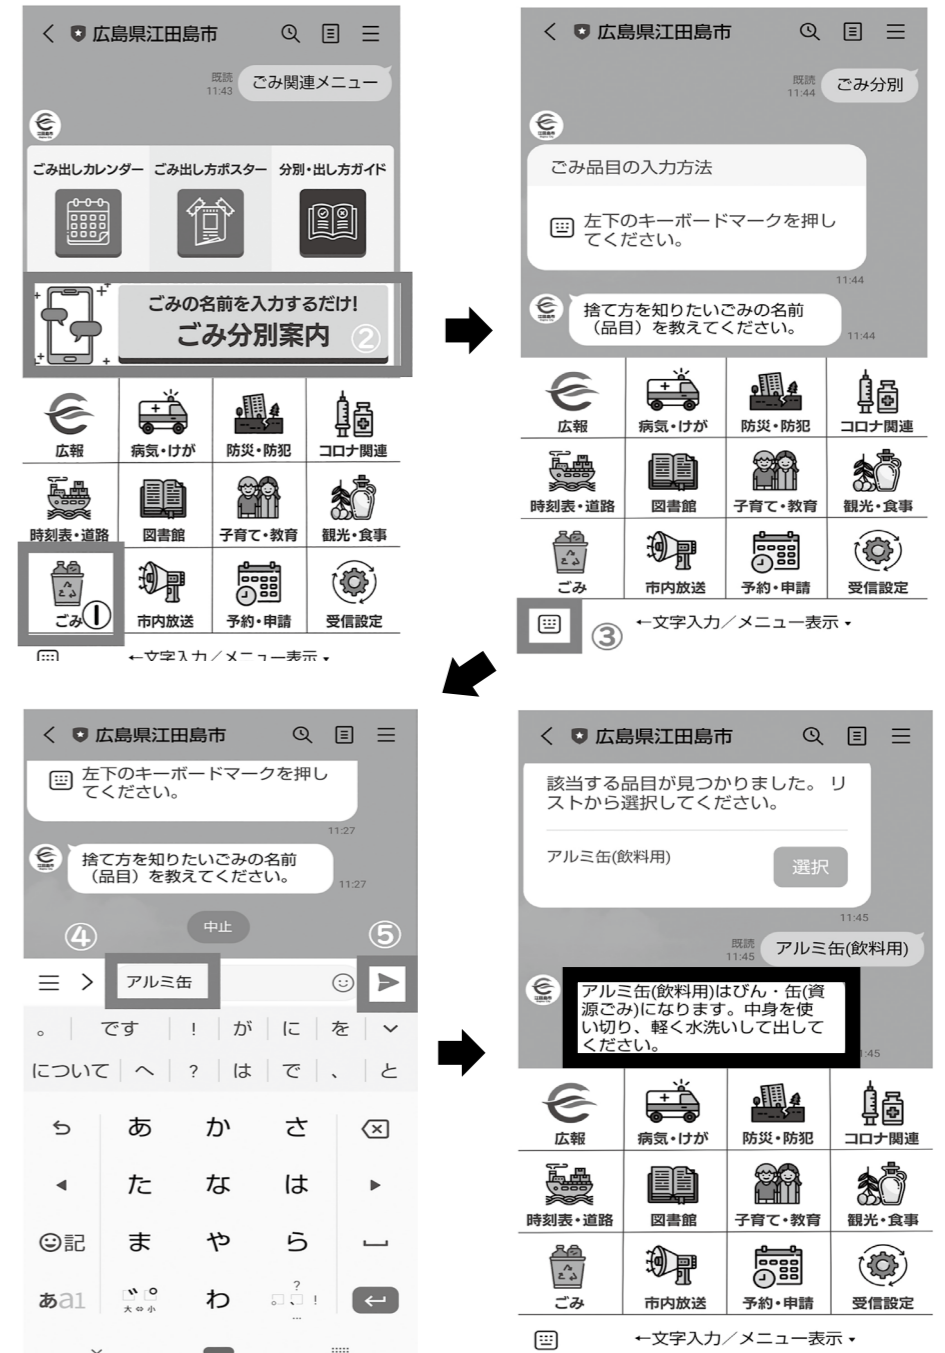 広島県江田島市
既読
11:43
ごみ関連メニュー
ごみ出しカレンダー
ごみ出し方ポスター
分別・出し方ガイド
ごみの名前を入力するだけ!
ごみ分別案内
②
広報
病気・けが
防災・防犯
コロナ関連
時刻表・道路
図書館
子育て・教育
観光・食事
ごみ
①
市内放送
予約・申請
受信設定
←文字入力／メニュー表示 ▾
広島県江田島市
既読
11:44
ごみ分別
ごみ品目の入力方法
左下のキーボードマークを押し
てください。
11:44
捨て方を知りたいごみの名前
（品目）を教えてください。
11:44
広報
病気・けが
防災・防犯
コロナ関連
時刻表・道路
図書館
子育て・教育
観光・食事
ごみ
市内放送
予約・申請
受信設定
③
←文字入力／メニュー表示 ▾
広島県江田島市
左下のキーボードマークを押し
てください。
11:27
捨て方を知りたいごみの名前
（品目）を教えてください。
11:27
中止
④
⑤
アルミ缶
。 です ! が に を
について へ ? は で 、 と
あ か さ
た な は
記 ま や ら
あa1 大⇔小 わ 。、?!…
広島県江田島市
該当する品目が見つかりました。 リ
ストから選択してください。
アルミ缶(飲料用)
選択
11:45
既読
11:45
アルミ缶(飲料用)
アルミ缶(飲料用)はびん・缶(資
源ごみ)になります。中身を使
い切り、軽く水洗いして出して
ください。
:45
広報
病気・けが
防災・防犯
コロナ関連
時刻表・道路
図書館
子育て・教育
観光・食事
ごみ
市内放送
予約・申請
受信設定
←文字入力／メニュー表示 ▾